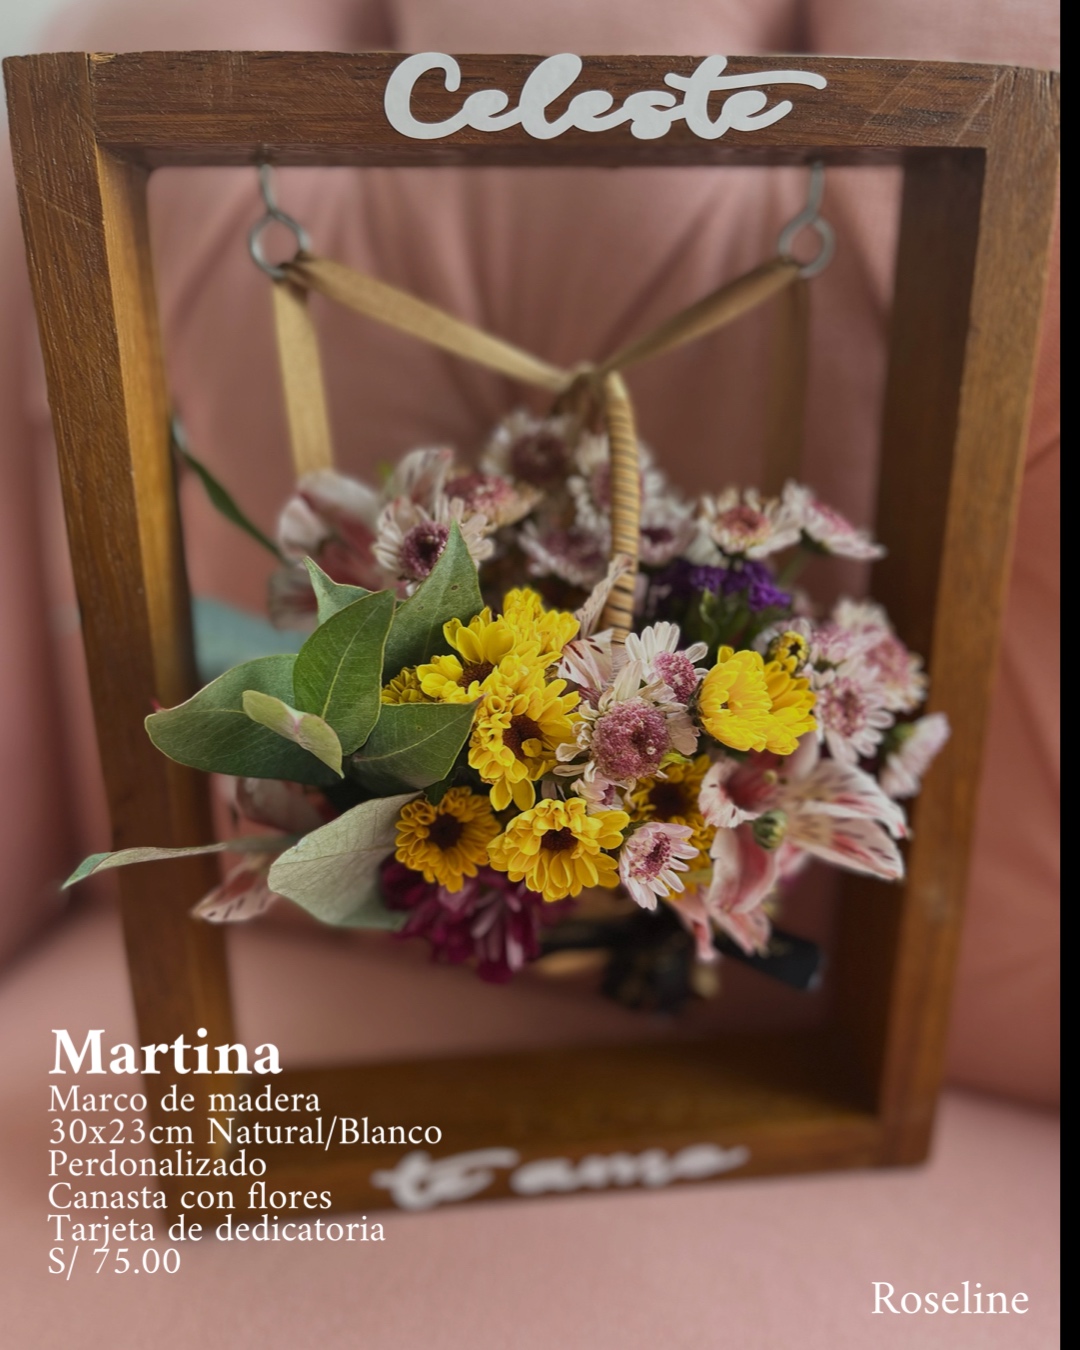 Celeste
te ama
Martina
Marco de madera
30x23cm Natural/Blanco
Perdonalizado
Canasta con flores
Tarjeta de dedicatoria
S/ 75.00
Roseline